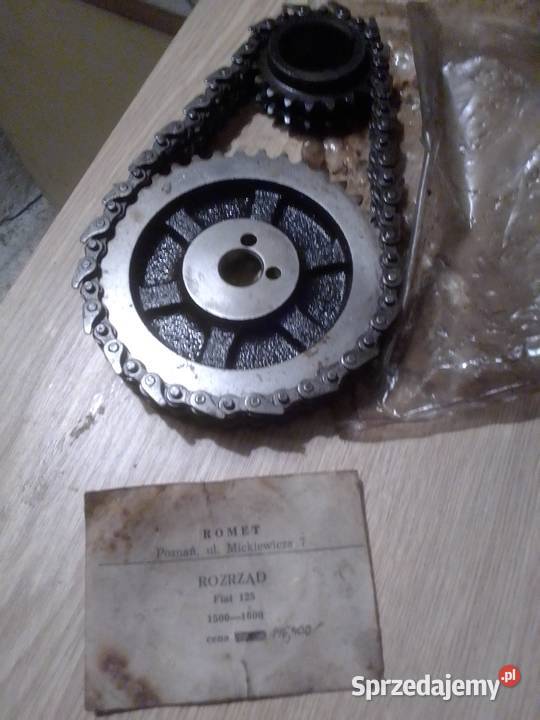 ROMET
Poznań, ul. Mickiewicza 7
ROZRZĄD
Fiat 125
1500—1600
cena
Sprzedajemy.pl